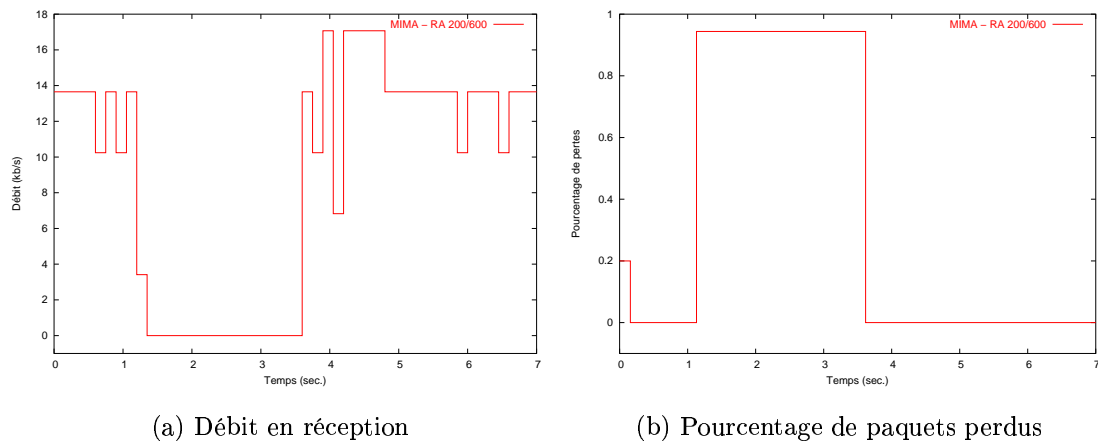 18
16
14
12
10
8
6
4
2
0
Débit (kb/s)
MIMA − RA 200/600
0 1 2 3 4 5 6 7
Temps (sec.)
(a) Débit en réception
1
0.8
0.6
0.4
0.2
0
Pourcentage de pertes
MIMA − RA 200/600
0 1 2 3 4 5 6 7
Temps (sec.)
(b) Pourcentage de paquets perdus